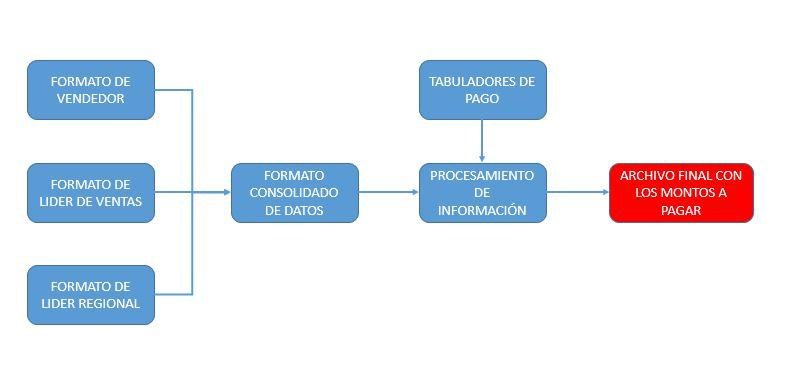 FORMATO DE
VENDEDOR
TABULADORES DE
PAGO
FORMATO DE
LIDER DE VENTAS
FORMATO
CONSOLIDADO
DE DATOS
PROCESAMIENTO
DE
INFORMACIÓN
ARCHIVO FINAL CON
LOS MONTOS A
PAGAR
FORMATO DE
LIDER REGIONAL